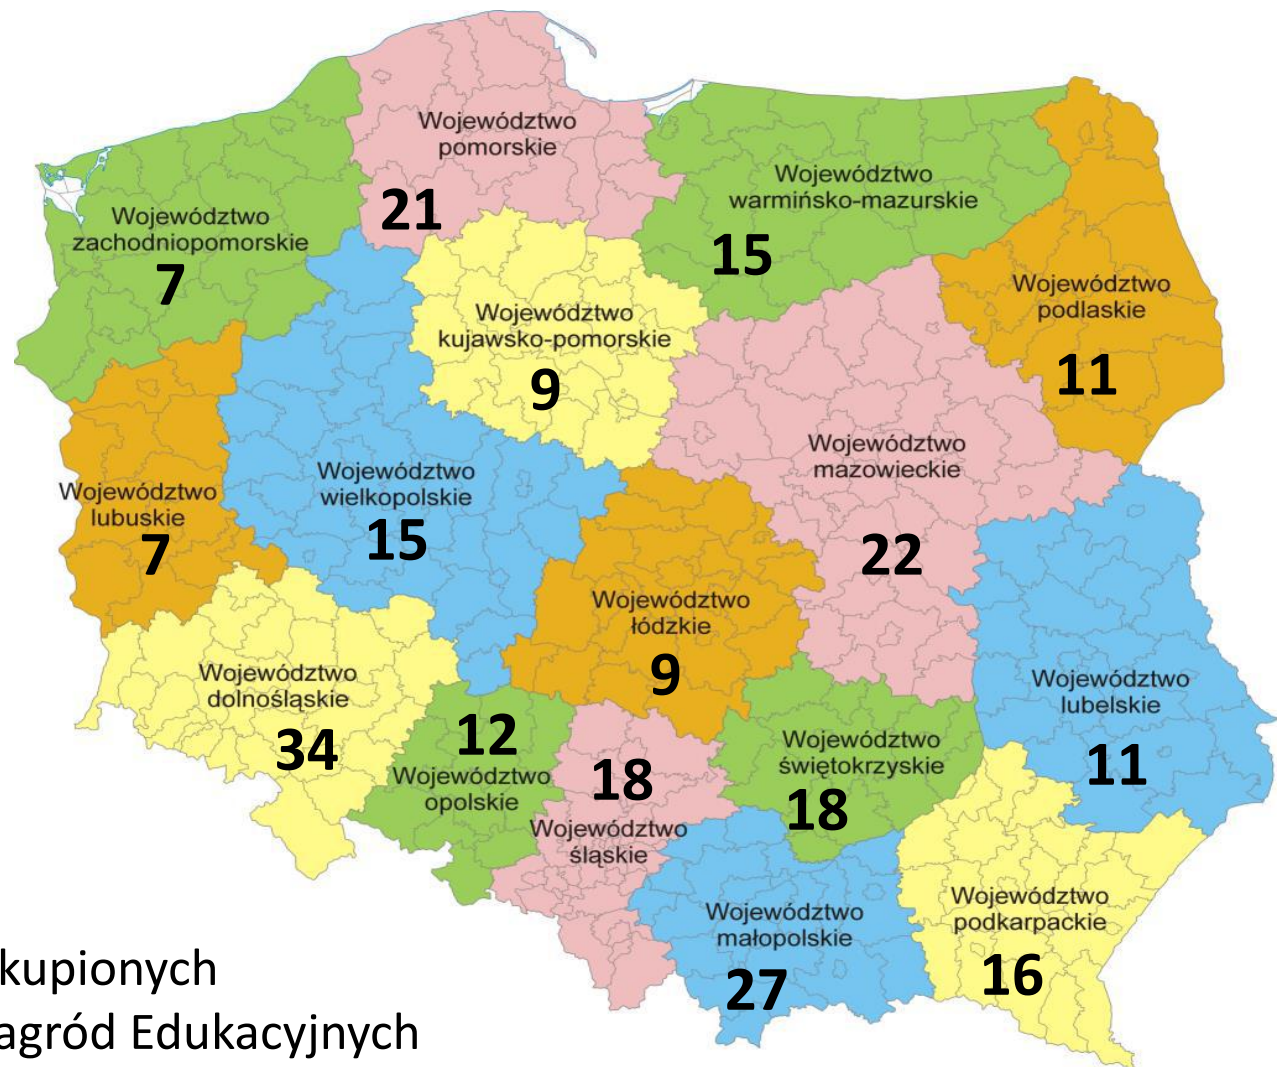 Województwo
pomorskie
21
Województwo
warmińsko-mazurskie
15
Województwo
zachodniopomorskie
7
Województwo
podlaskie
11
Województwo
kujawsko-pomorskie
9
Województwo
mazowieckie
22
Województwo
wielkopolskie
15
Województwo
lubuskie
7
Województwo
łódzkie
9
Województwo
dolnośląskie
34
Województwo
lubelskie
11
12
Województwo
opolskie
18
Województwo
śląskie
Województwo
świętokrzyskie
18
Województwo
podkarpackie
16
Województwo
małopolskie
27
kupionych
agród Edukacyjnych